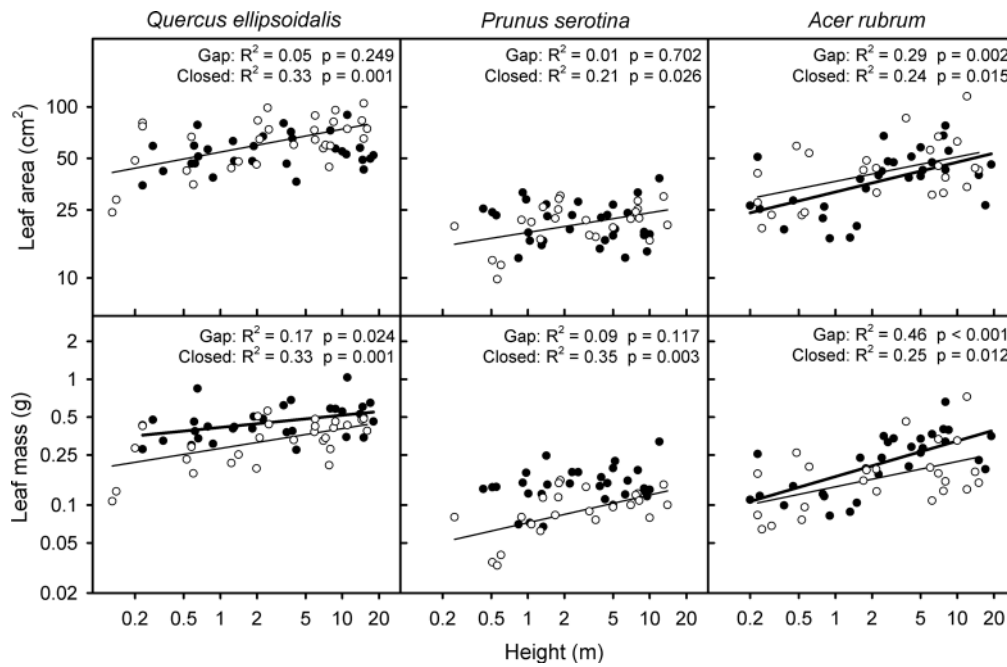 Quercus ellipsoidalis Prunus serotina Acer rubrum
Gap: R² = 0.05 p = 0.249
Closed: R² = 0.33 p = 0.001
Gap: R² = 0.01 p = 0.702
Closed: R² = 0.21 p = 0.026
Gap: R² = 0.29 p = 0.002
Closed: R² = 0.24 p = 0.015
Leaf area (cm²)
100
50
25
10
Gap: R² = 0.17 p = 0.024
Closed: R² = 0.33 p = 0.001
Gap: R² = 0.09 p = 0.117
Closed: R² = 0.35 p = 0.003
Gap: R² = 0.46 p < 0.001
Closed: R² = 0.25 p = 0.012
Leaf mass (g)
2
1
0.5
0.25
0.1
0.05
0.02
0.2 0.5 1 2 5 10 20 0.2 0.5 1 2 5 10 20 0.2 0.5 1 2 5 10 20
Height (m)